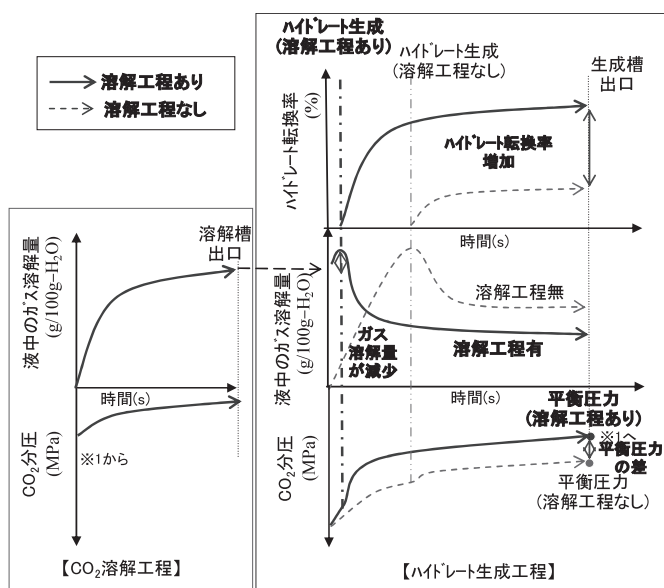 ハイドレート生成
(溶解工程あり)
ハイドレート生成
(溶解工程なし)
生成槽
出口
溶解工程あり
溶解工程なし
ハイドレート転換率
(%)
ハイドレート転換率
増加
時間(s)
溶解槽
出口
液中のガス溶解量
(g/100g-H₂O)
時間(s)
CO₂分圧
(MPa)
※1から
【CO₂溶解工程】
液中のガス溶解量
(g/100g-H₂O)
溶解工程無
ガス
溶解量
が減少
溶解工程有
時間(s)
平衡圧力
(溶解工程あり)
※1へ
平衡圧力
の差
平衡圧力
(溶解工程なし)
CO₂分圧
(MPa)
【ハイドレート生成工程】